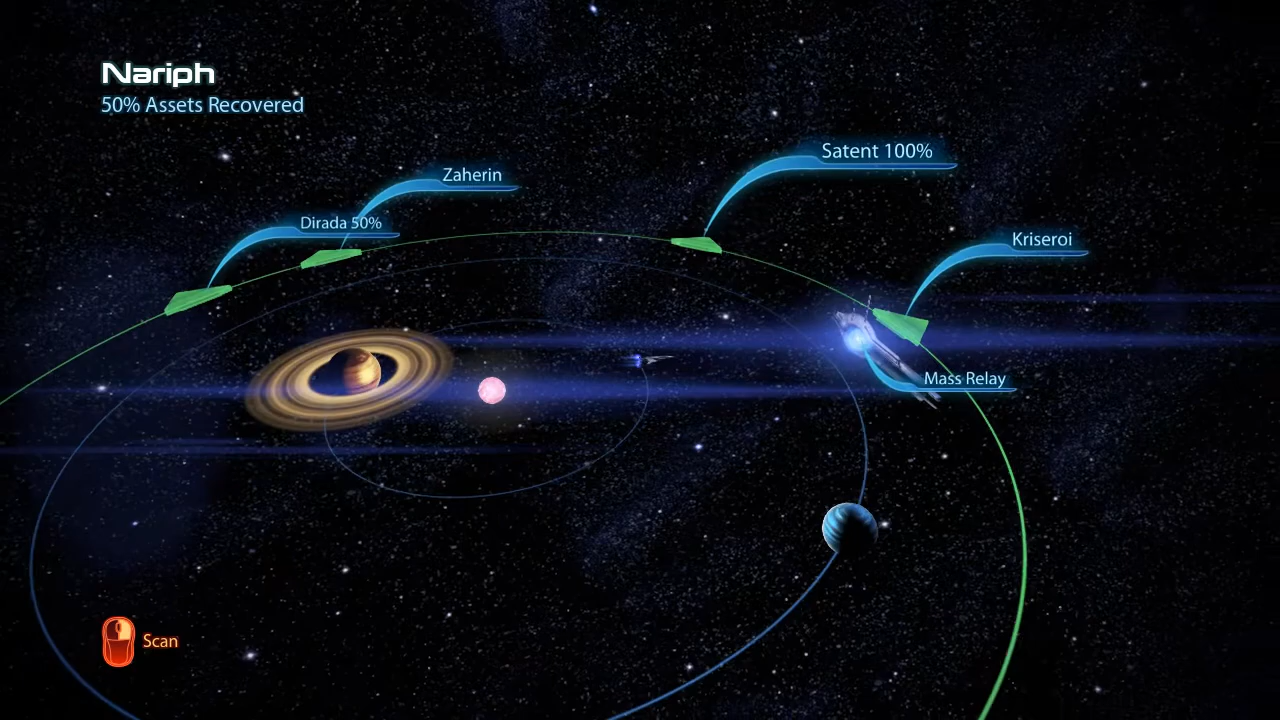 Nariph
50% Assets Recovered
Satent 100%
Zaherin
Dirada 50%
Kriseroi
Mass Relay
Scan